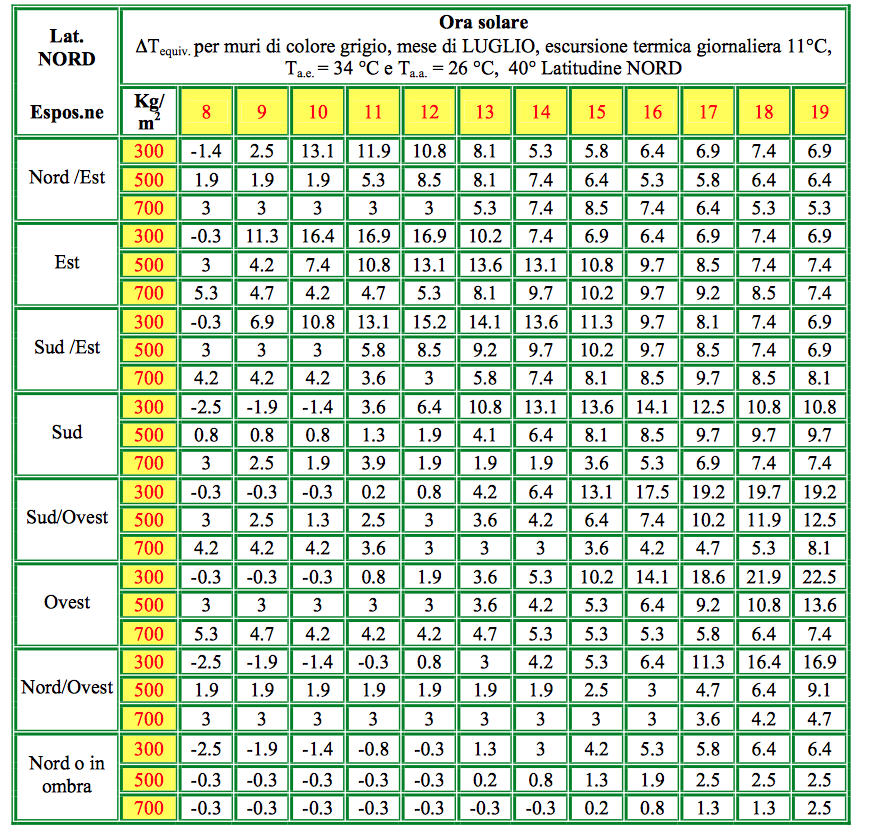 Lat.
NORD
Espos.ne
Ora solare
ΔTequiv. per muri di colore grigio, mese di LUGLIO, escursione termica giornaliera 11°C,
Ta.e. = 34 °C e Ta.a. = 26 °C, 40° Latitudine NORD
Kg/
m2 8 9 10 11 12 13 14 15 16 17 18 19
Nord /Est
300 -1.4 2.5 13.1 11.9 10.8 8.1 5.3 5.8 6.4 6.9 7.4 6.9
500 1.9 1.9 1.9 5.3 8.5 8.1 7.4 6.4 5.3 5.8 6.4 6.4
700 3 3 3 3 3 5.3 7.4 8.5 7.4 6.4 5.3 5.3
Est
300 -0.3 11.3 16.4 16.9 16.9 10.2 7.4 6.9 6.4 6.9 7.4 6.9
500 3 4.2 7.4 10.8 13.1 13.6 13.1 10.8 9.7 8.5 7.4 7.4
700 5.3 4.7 4.2 4.7 5.3 8.1 9.7 10.2 9.7 9.2 8.5 7.4
Sud /Est
300 -0.3 6.9 10.8 13.1 15.2 14.1 13.6 11.3 9.7 8.1 7.4 6.9
500 3 3 3 5.8 8.5 9.2 9.7 10.2 9.7 8.5 7.4 6.9
700 4.2 4.2 4.2 3.6 3 5.8 7.4 8.1 8.5 9.7 8.5 8.1
Sud
300 -2.5 -1.9 -1.4 3.6 6.4 10.8 13.1 13.6 14.1 12.5 10.8 10.8
500 0.8 0.8 0.8 1.3 1.9 4.1 6.4 8.1 8.5 9.7 9.7 9.7
700 3 2.5 1.9 3.9 1.9 1.9 1.9 3.6 5.3 6.9 7.4 7.4
Sud/Ovest
300 -0.3 -0.3 -0.3 0.2 0.8 4.2 6.4 13.1 17.5 19.2 19.7 19.2
500 3 2.5 1.3 2.5 3 3.6 4.2 6.4 7.4 10.2 11.9 12.5
700 4.2 4.2 4.2 3.6 3 3 3 3.6 4.2 4.7 5.3 8.1
Ovest
300 -0.3 -0.3 -0.3 0.8 1.9 3.6 5.3 10.2 14.1 18.6 21.9 22.5
500 3 3 3 3 3 3.6 4.2 5.3 6.4 9.2 10.8 13.6
700 5.3 4.7 4.2 4.2 4.2 4.7 5.3 5.3 5.3 5.8 6.4 7.4
Nord/Ovest
300 -2.5 -1.9 -1.4 -0.3 0.8 3 4.2 5.3 6.4 11.3 16.4 16.9
500 1.9 1.9 1.9 1.9 1.9 1.9 1.9 2.5 3 4.7 6.4 9.1
700 3 3 3 3 3 3 3 3 3 3.6 4.2 4.7
Nord o in
ombra
300 -2.5 -1.9 -1.4 -0.8 -0.3 1.3 3 4.2 5.3 5.8 6.4 6.4
500 -0.3 -0.3 -0.3 -0.3 -0.3 0.2 0.8 1.3 1.9 2.5 2.5 2.5
700 -0.3 -0.3 -0.3 -0.3 -0.3 -0.3 -0.3 0.2 0.8 1.3 1.3 2.5